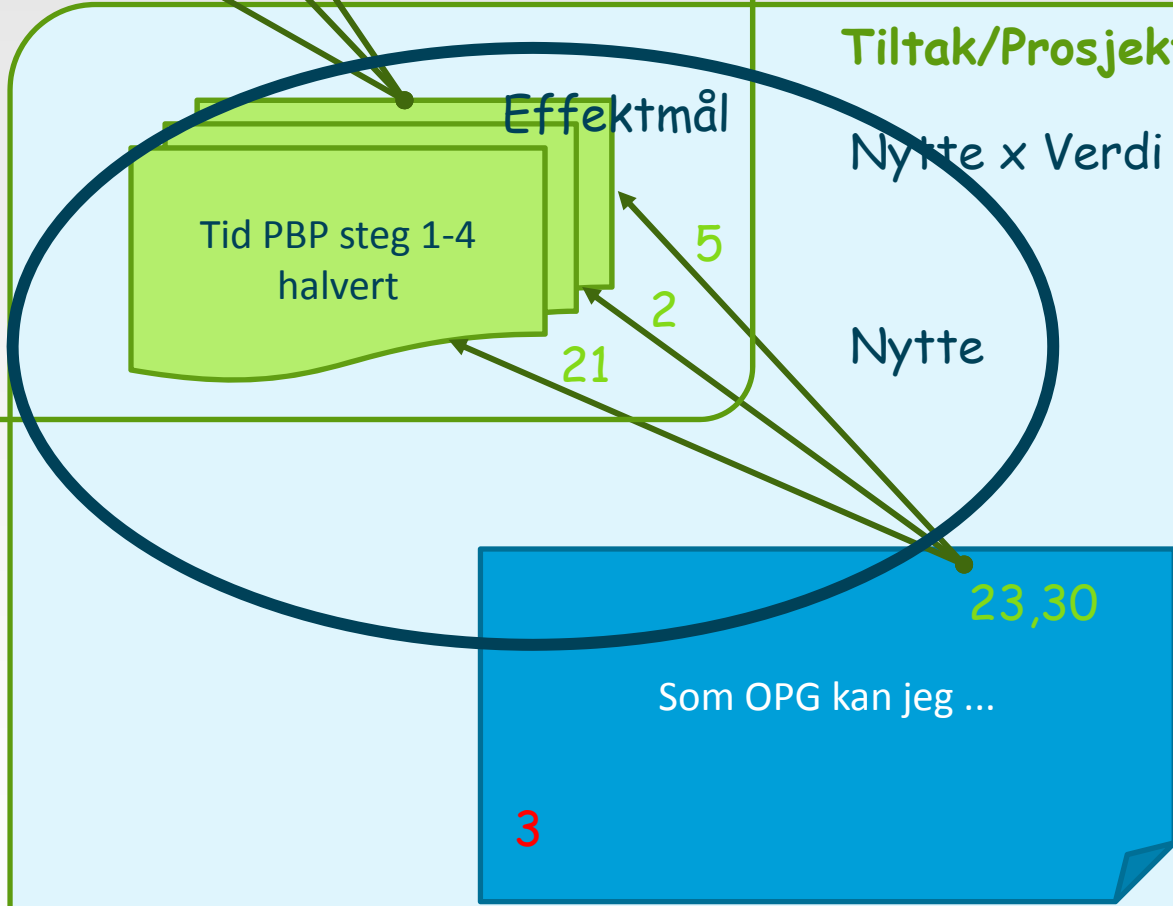 Tiltak/Prosjekt
Effektmål
Nytte x Verdi
Tid PBP steg 1-4
halvert
5
2
21
Nytte
23,30
Som OPG kan jeg ...
3